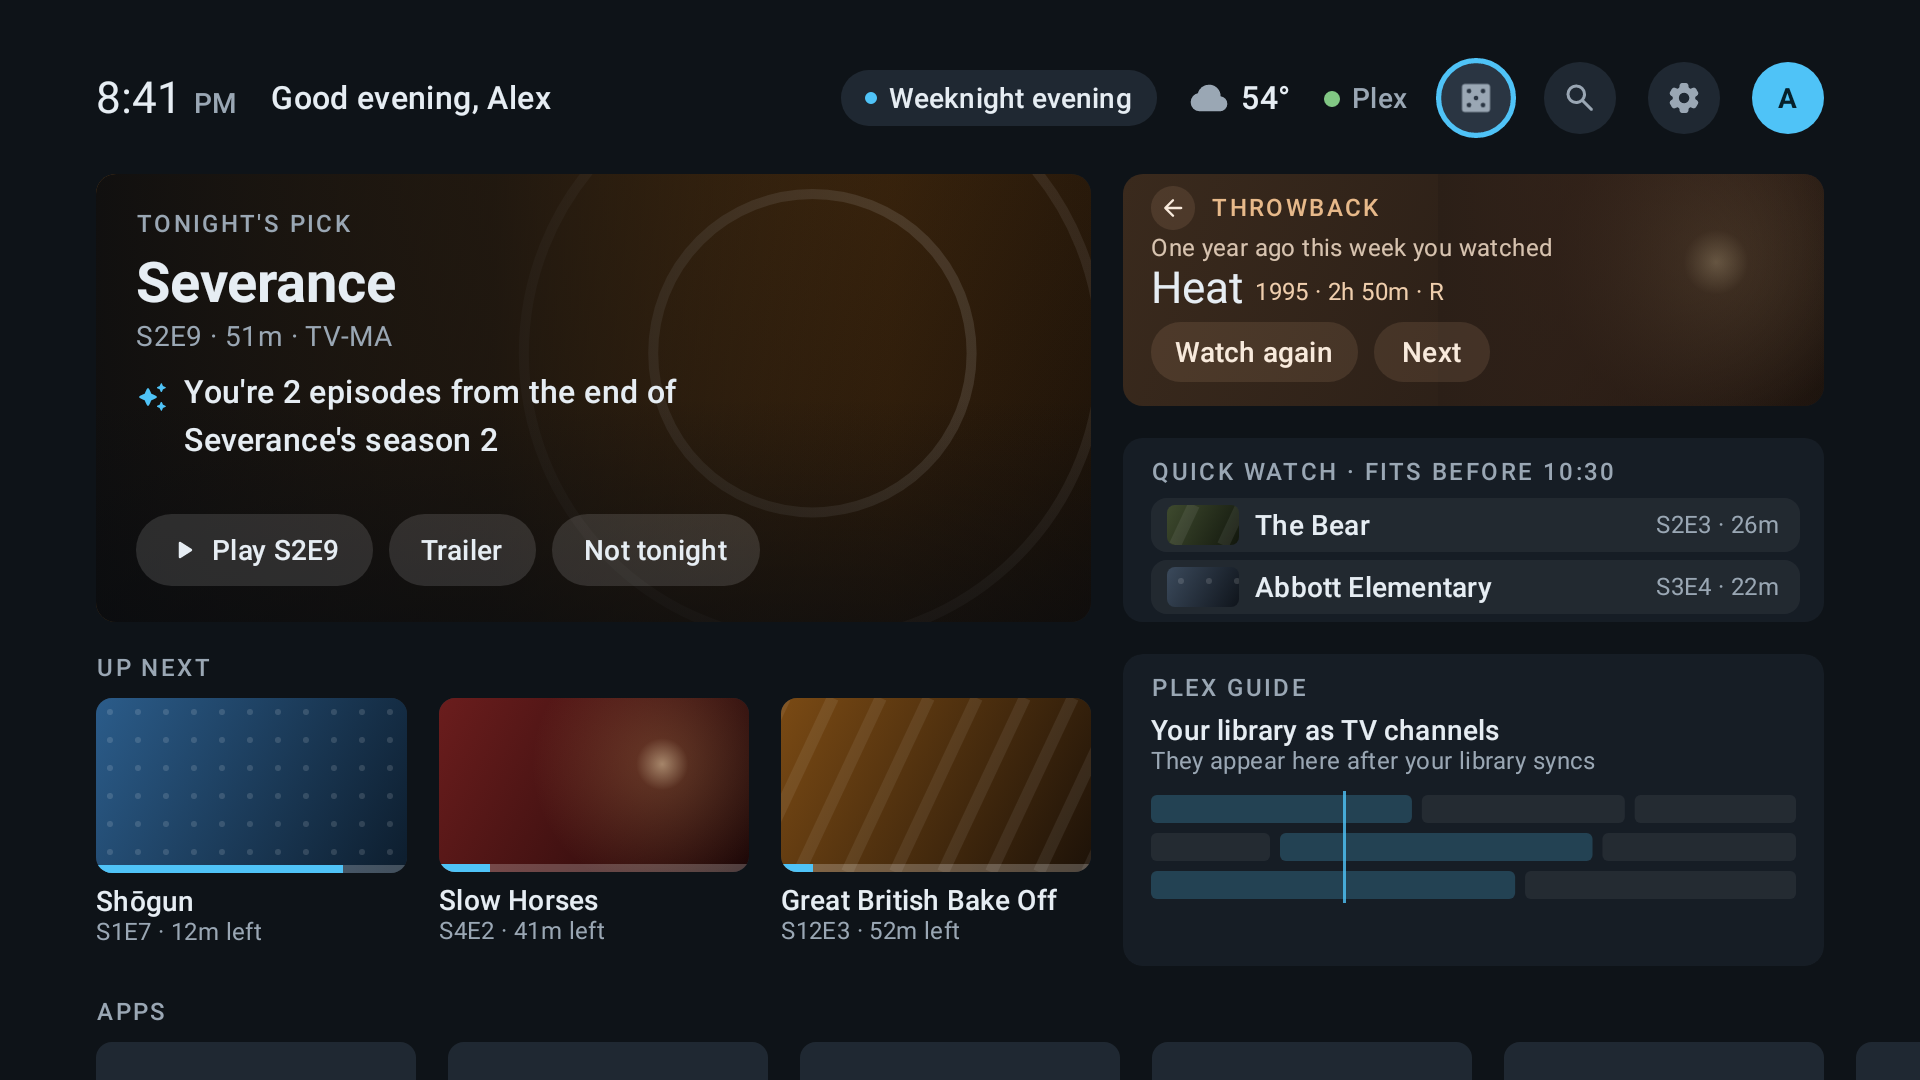 8:41 PM
Good evening, Alex
Weeknight evening
54°
Plex
A
TONIGHT'S PICK
Severance
S2E9 · 51m · TV-MA
You're 2 episodes from the end of
Severance's season 2
Play S2E9
Trailer
Not tonight
THROWBACK
One year ago this week you watched
Heat 1995 · 2h 50m · R
Watch again
Next
QUICK WATCH · FITS BEFORE 10:30
The Bear S2E3 · 26m
Abbott Elementary S3E4 · 22m
UP NEXT
Shōgun
S1E7 · 12m left
Slow Horses
S4E2 · 41m left
Great British Bake Off
S12E3 · 52m left
PLEX GUIDE
Your library as TV channels
They appear here after your library syncs
APPS